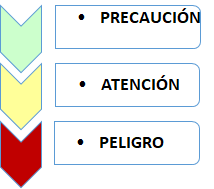 • PRECAUCIÓN
• ATENCIÓN
• PELIGRO